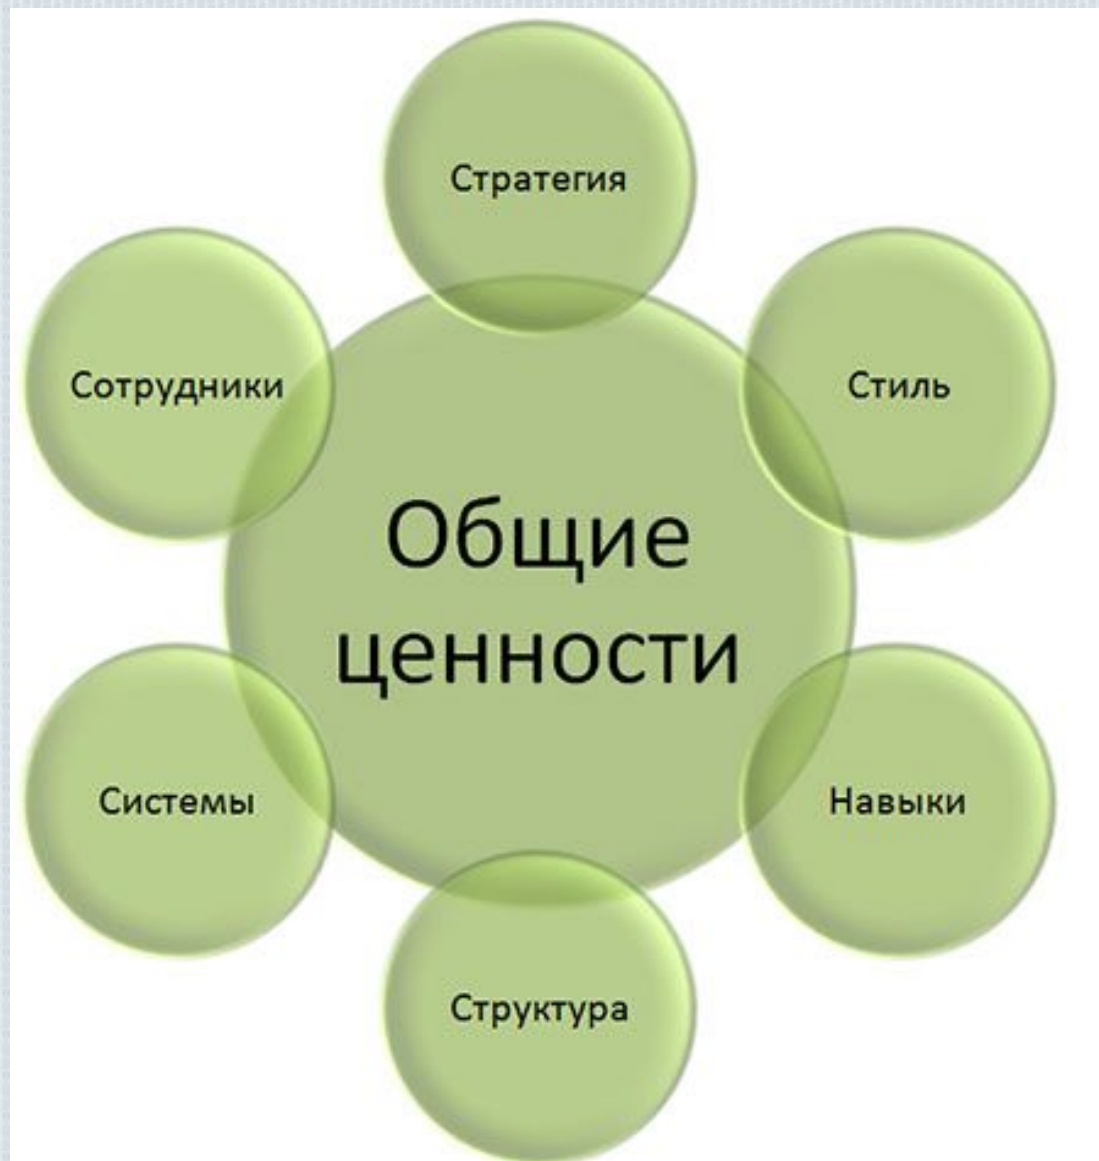 Стратегия
Сотрудники
Стиль
Общие
ценности
Системы
Навыки
Структура